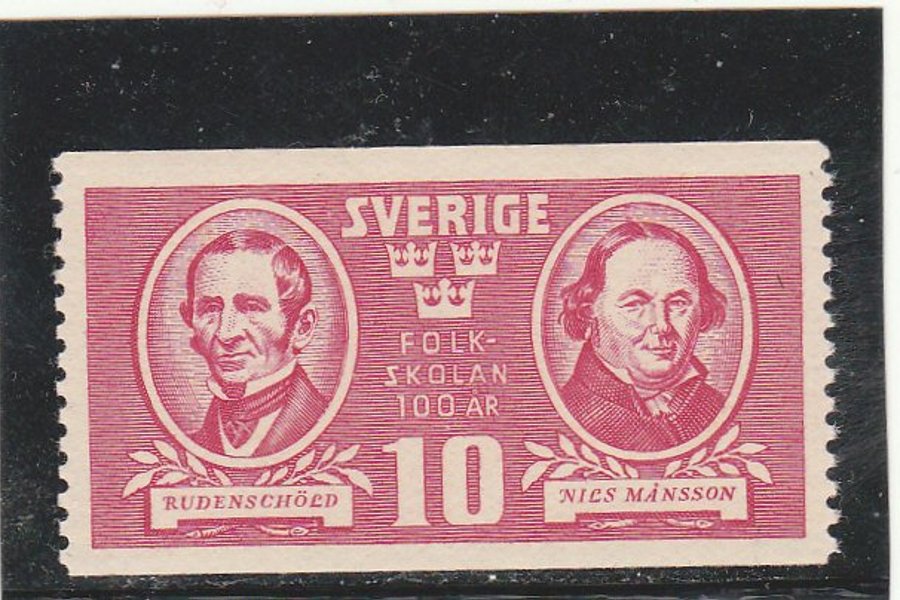 SVERIGE
FOLK-
SKOLAN
100 ÅR
10
RUDENSCHÖLD
NILS MÅNSSON